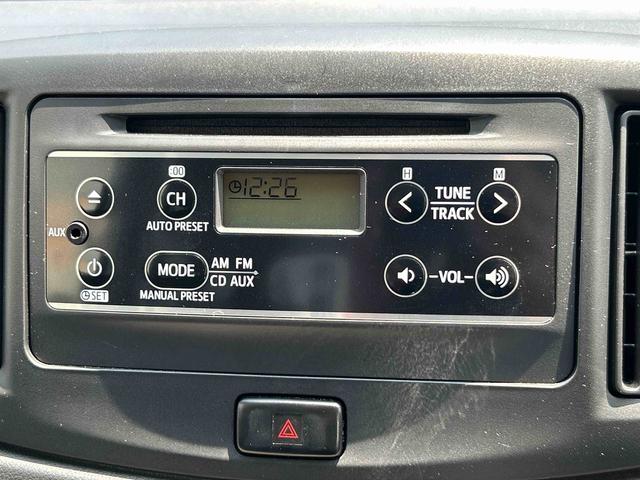 :00
H
M
CH
12:26
TUNE
TRACK
AUTO PRESET
AUX
MODE
AM FM
CD AUX
-VOL-
SET
MANUAL PRESET